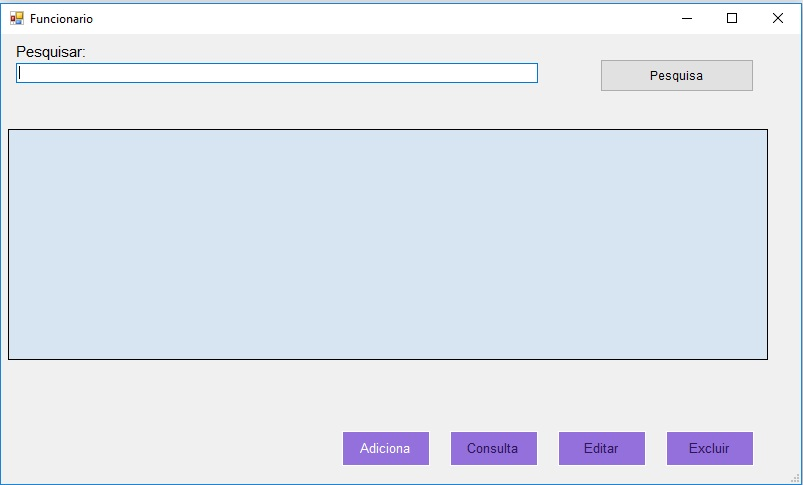 Funcionario
Pesquisar:
Pesquisa
Adiciona
Consulta
Editar
Excluir